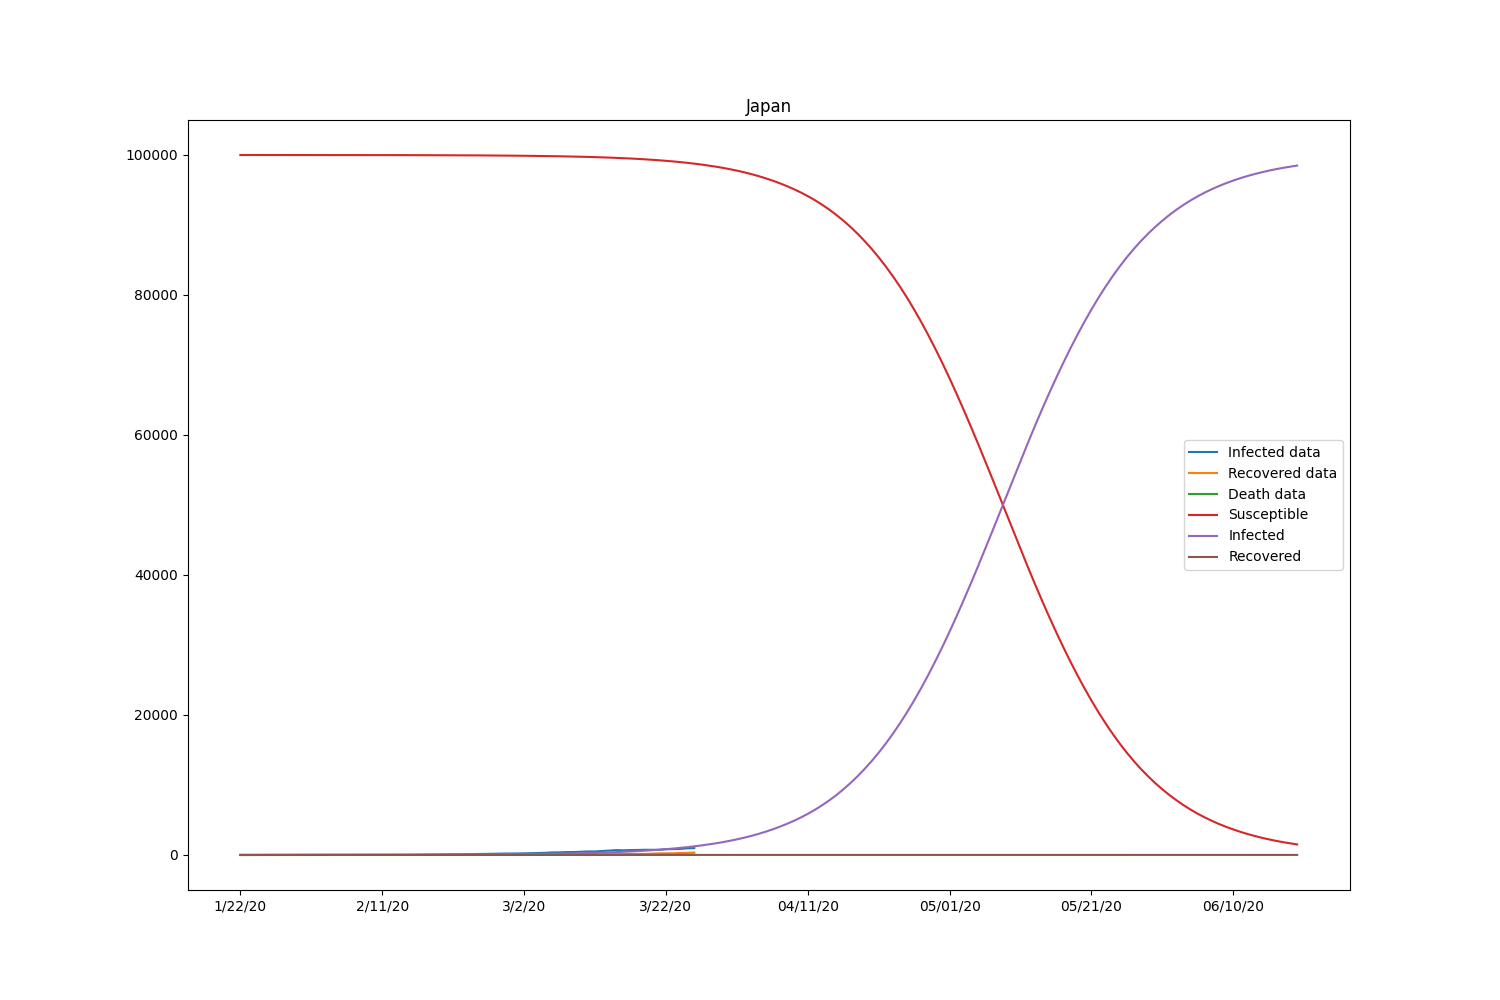 Japan
100000
80000
60000
40000
20000
0
1/22/20
2/11/20
3/2/20
3/22/20
04/11/20
05/01/20
05/21/20
06/10/20
Infected data
Recovered data
Death data
Susceptible
Infected
Recovered